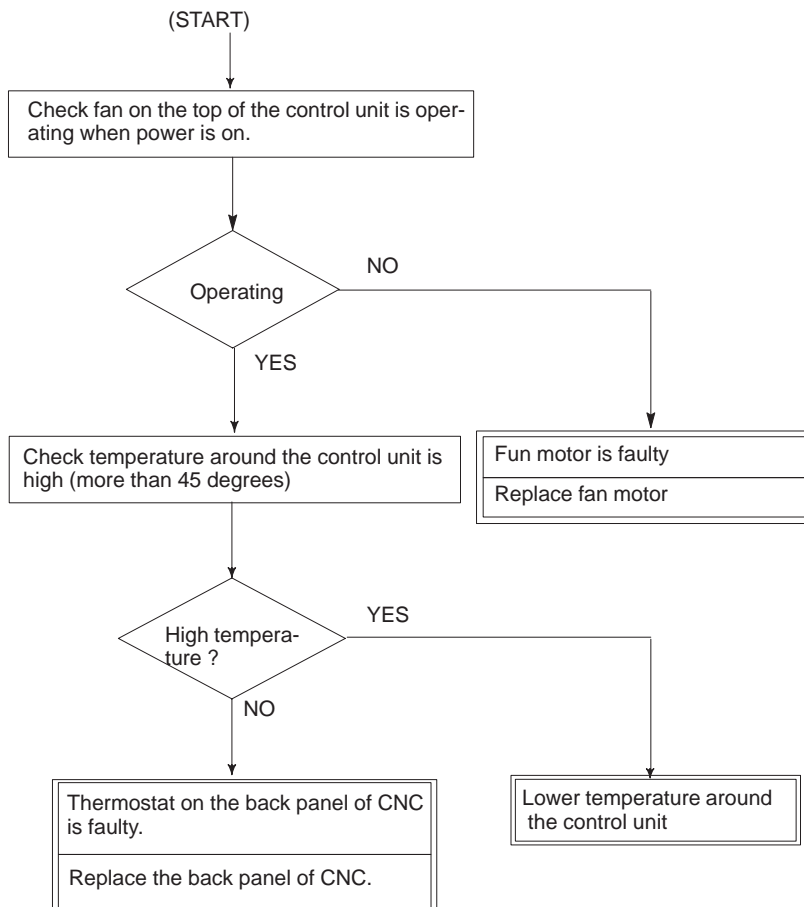 (START)
Check fan on the top of the control unit is oper-
ating when power is on.
Operating
NO
YES
Check temperature around the control unit is
high (more than 45 degrees)
Fun motor is faulty
Replace fan motor
High tempera-
ture ?
YES
NO
Thermostat on the back panel of CNC
is faulty.
Replace the back panel of CNC.
Lower temperature around
the control unit